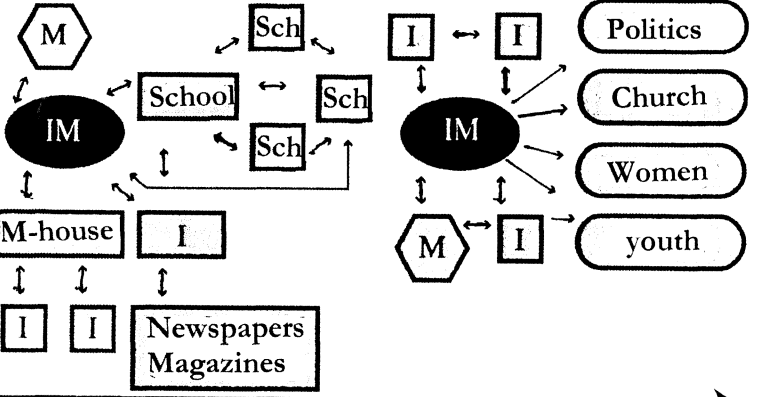 M
Sch
School
Sch
IM
Sch
M-house
I
I
I
Newspapers
Magazines
I
I
Politics
Church
IM
Women
M
I
youth